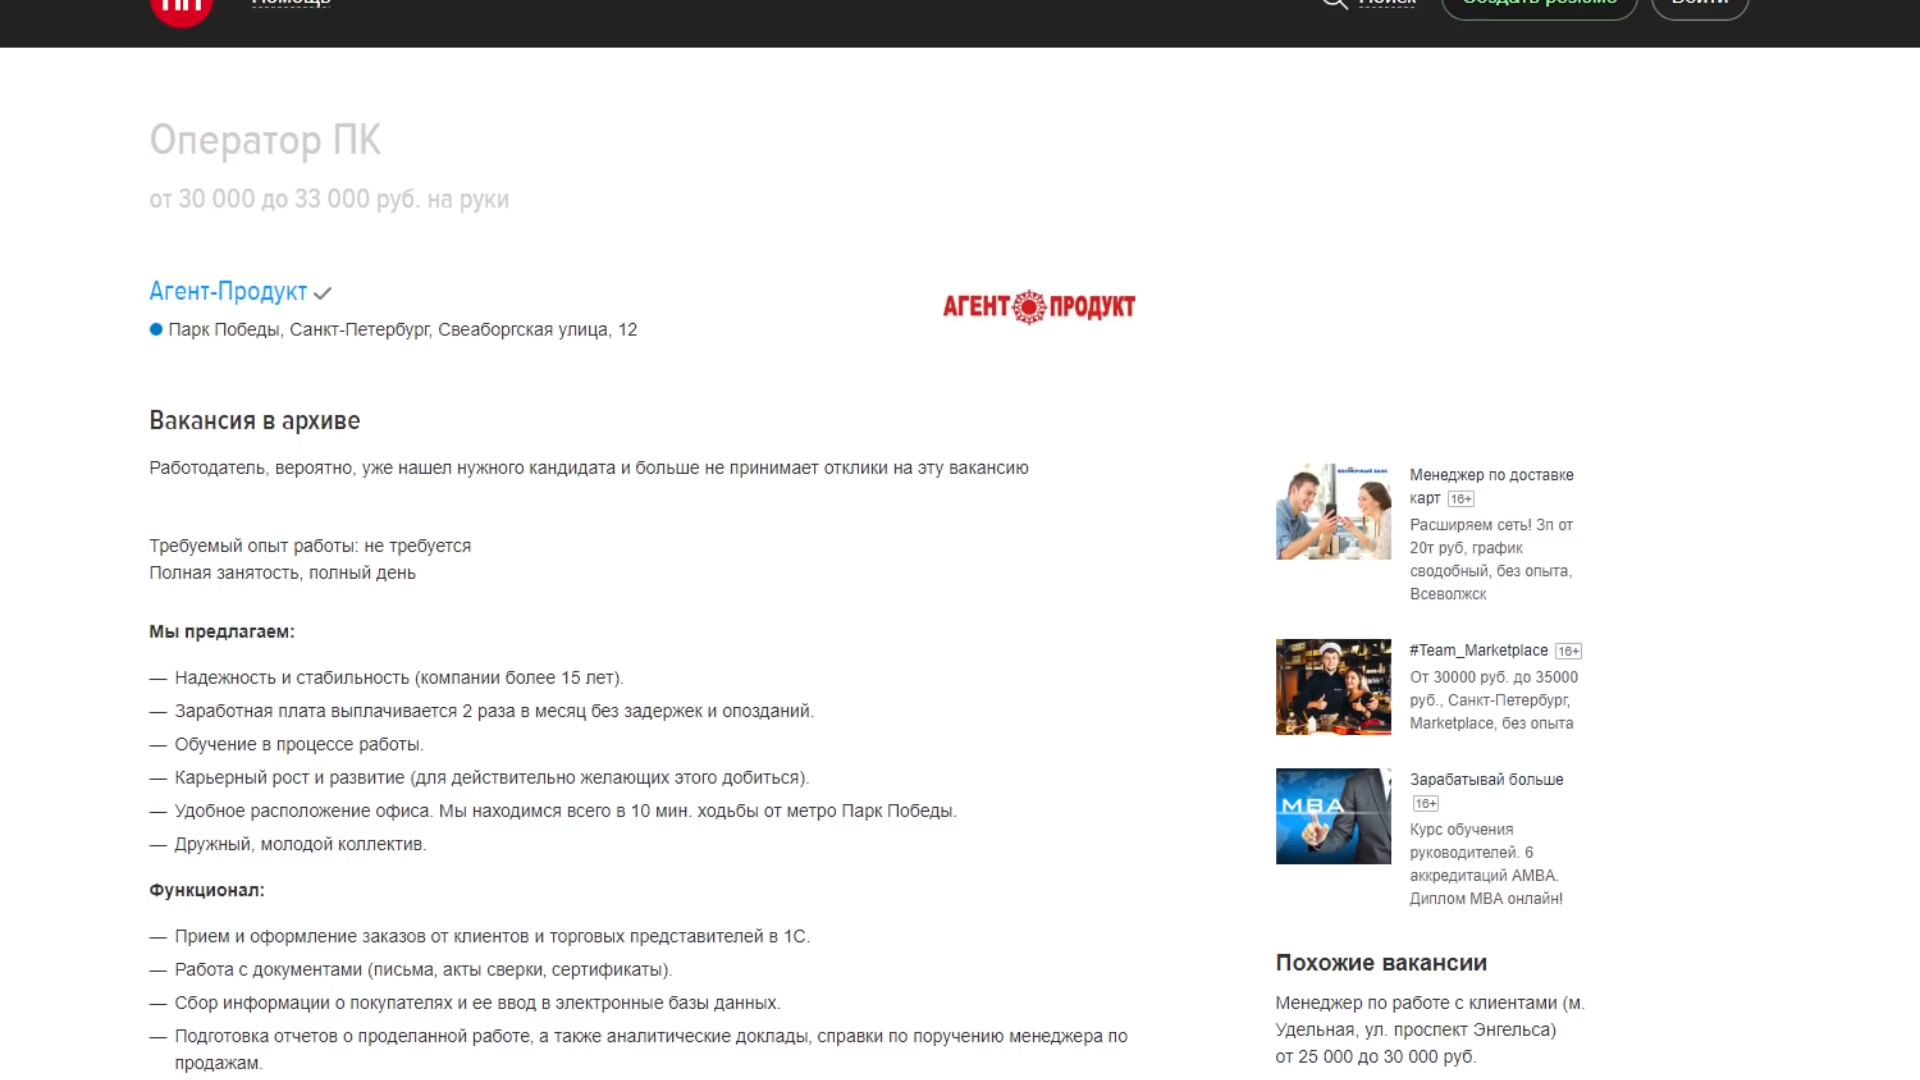 Помощь
Поиск
Создать резюме
Войти
Оператор ПК
от 30 000 до 33 000 руб. на руки
Агент-Продукт
Парк Победы, Санкт-Петербург, Свеаборгская улица, 12
АГЕНТ ПРОДУКТ
Вакансия в архиве
Работодатель, вероятно, уже нашел нужного кандидата и больше не принимает отклики на эту вакансию
Требуемый опыт работы: не требуется
Полная занятость, полный день
Мы предлагаем:
— Надежность и стабильность (компании более 15 лет).
— Заработная плата выплачивается 2 раза в месяц без задержек и опозданий.
— Обучение в процессе работы.
— Карьерный рост и развитие (для действительно желающих этого добиться).
— Удобное расположение офиса. Мы находимся всего в 10 мин. ходьбы от метро Парк Победы.
— Дружный, молодой коллектив.
Функционал:
— Прием и оформление заказов от клиентов и торговых представителей в 1С.
— Работа с документами (письма, акты сверки, сертификаты).
— Сбор информации о покупателях и ее ввод в электронные базы данных.
— Подготовка отчетов о проделанной работе, а также аналитические доклады, справки по поручению менеджера по
продажам.
Менеджер по доставке
карт 16+
Расширяем сеть! Зп от
20т руб, график
сводобный, без опыта,
Всеволжск
#Team_Marketplace 16+
От 30000 руб. до 35000
руб., Санкт-Петербург,
Marketplace, без опыта
MBA
Зарабатывай больше
16+
Курс обучения
руководителей. 6
аккредитаций АМВА.
Диплом МВА онлайн!
Похожие вакансии
Менеджер по работе с клиентами (м.
Удельная, ул. проспект Энгельса)
от 25 000 до 30 000 руб.